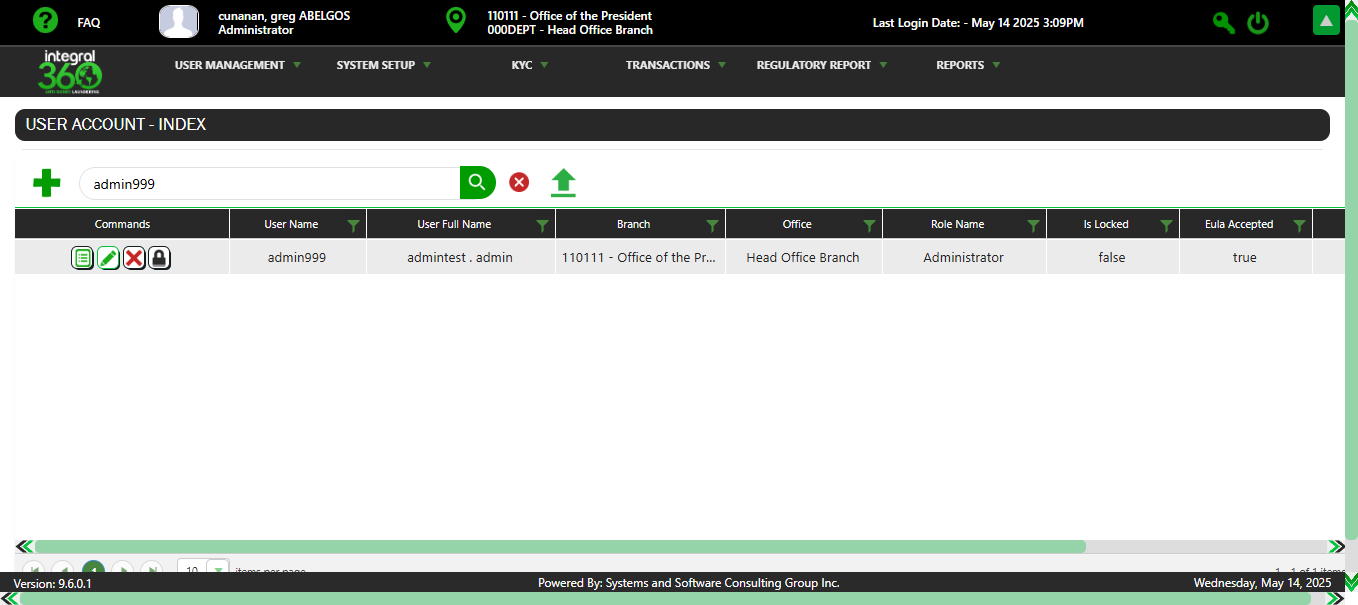 FAQ
cunanan, greg ABELGOS
Administrator
110111 - Office of the President
000DEPT - Head Office Branch
Last Login Date: - May 14 2025 3:09PM
integral
360
USER MANAGEMENT
SYSTEM SETUP
KYC
TRANSACTIONS
REGULATORY REPORT
REPORTS
USER ACCOUNT - INDEX
admin999
Commands User Name User Full Name Branch Office Role Name Is Locked Eula Accepted
admin999 admintest . admin 110111 - Office of the Pr... Head Office Branch Administrator false true
1 10 items per page 1 - 1 of 1 items
Version: 9.6.0.1 Powered By: Systems and Software Consulting Group Inc. Wednesday, May 14, 2025